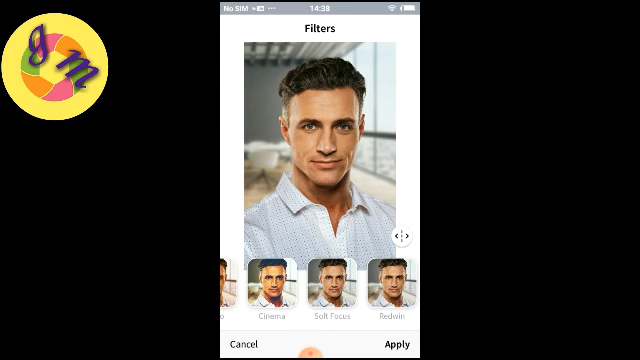 No SIM
14:38
Filters
Cinema
Soft Focus
Redwin
Cancel
Apply